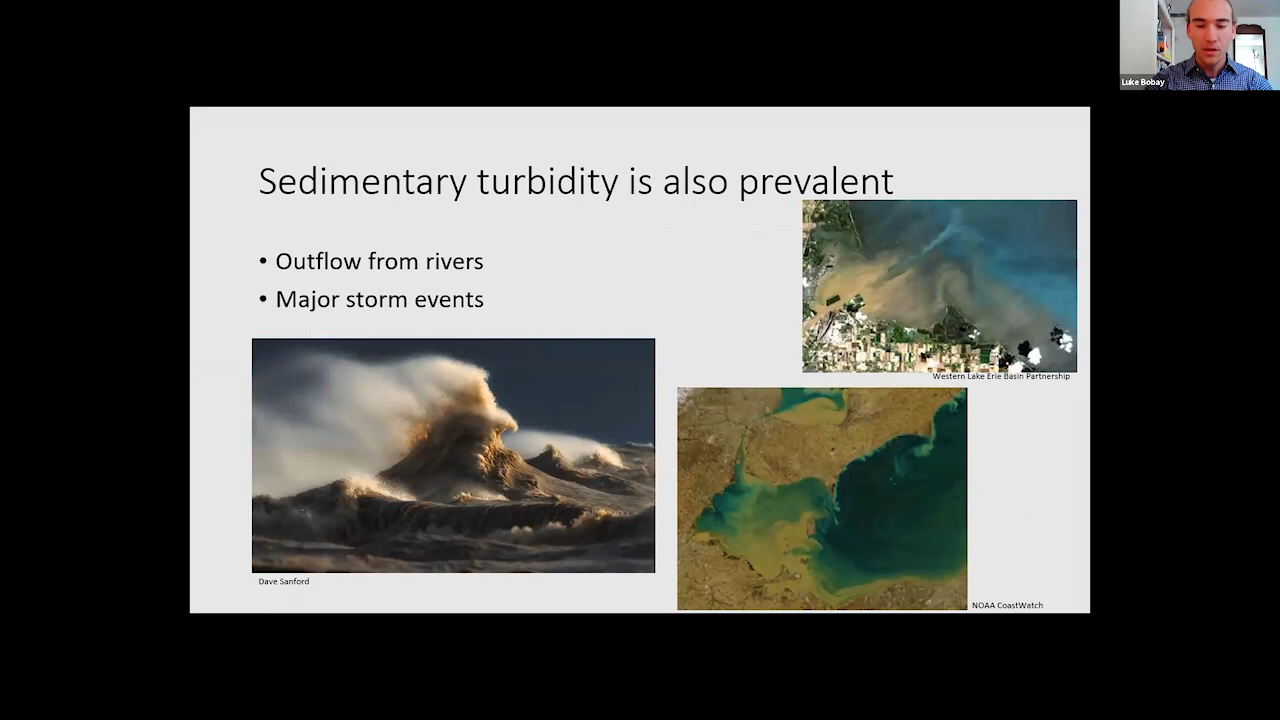 Luke Bobay
Sedimentary turbidity is also prevalent
• Outflow from rivers
• Major storm events
Western Lake Erie Basin Partnership
Dave Sanford
NOAA CoastWatch